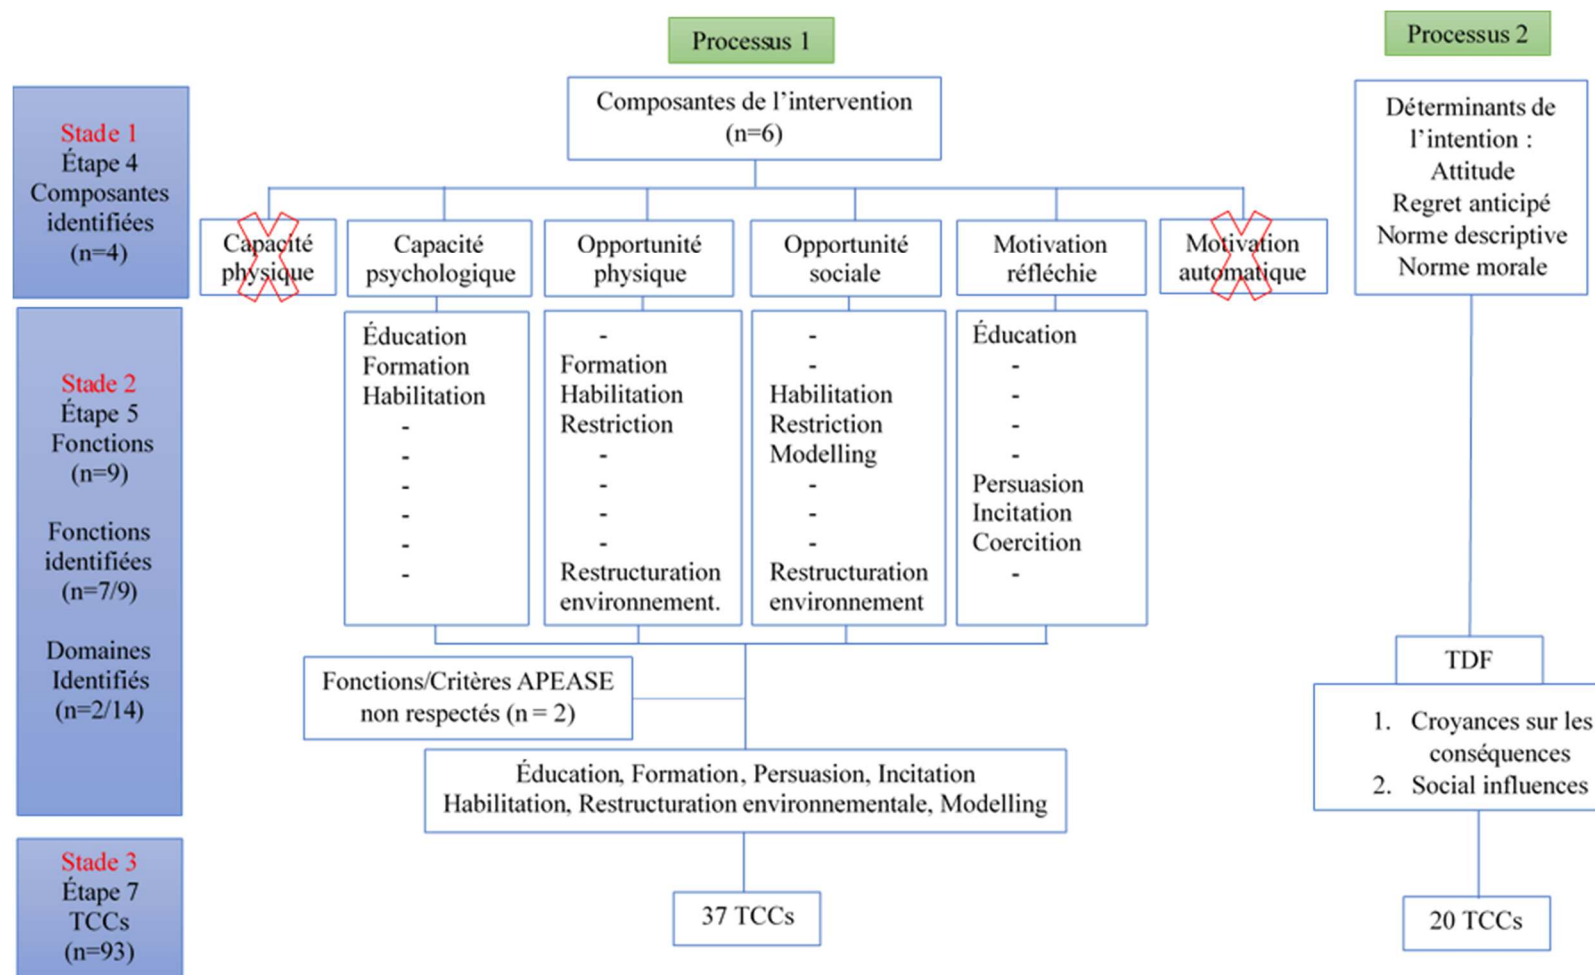 Processus 1
Processus 2
Stade 1
Étape 4
Composantes
identifiées
(n=4)
Composantes de l’intervention
(n=6)
Capacité
physique
Capacité
psychologique
Opportunité
physique
Opportunité
sociale
Motivation
réfléchie
Motivation
automatique
Déterminants de
l’intention :
Attitude
Regret anticipé
Norme descriptive
Norme morale
Stade 2
Étape 5
Fonctions
(n=9)
Fonctions
identifiées
(n=7/9)
Domaines
Identifiés
(n=2/14)
Éducation
Formation
Habilitation
-
-
-
-
-
-
-
Formation
Habilitation
Restriction
-
-
-
-
Restructuration
environnement.
-
-
Habilitation
Restriction
Modelling
-
-
-
Restructuration
environnement
Éducation
-
-
-
-
Persuasion
Incitation
Coercition
-
Fonctions/Critères APEASE
non respectés (n = 2)
Éducation, Formation, Persuasion, Incitation
Habilitation, Restructuration environnementale, Modelling
TDF
1. Croyances sur les
conséquences
2. Social influences
Stade 3
Étape 7
TCCs
(n=93)
37 TCCs
20 TCCs